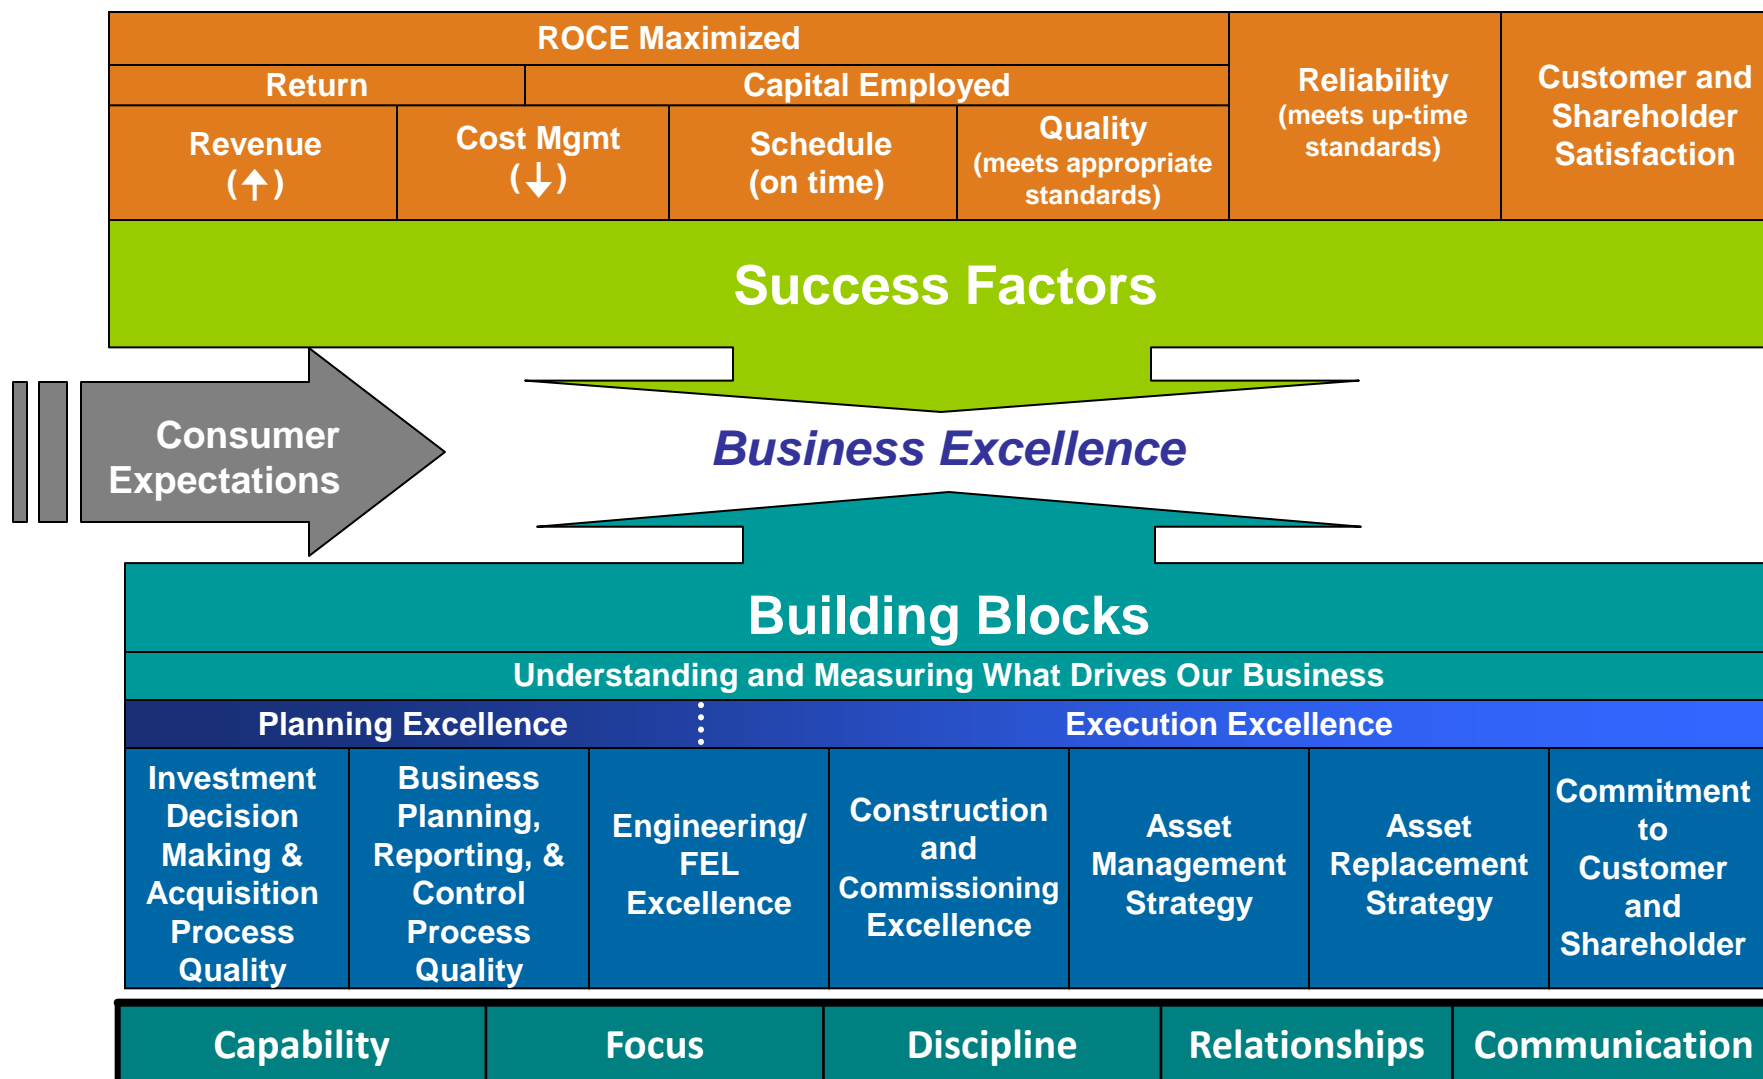 ROCE Maximized
Return
Capital Employed
Revenue
(↑)
Cost Mgmt
(↓)
Schedule
(on time)
Quality
(meets appropriate
standards)
Reliability
(meets up-time
standards)
Customer and
Shareholder
Satisfaction
Success Factors
Consumer
Expectations
Business Excellence
Building Blocks
Understanding and Measuring What Drives Our Business
Planning Excellence
Execution Excellence
Investment
Decision
Making &
Acquisition
Process
Quality
Business
Planning,
Reporting, &
Control
Process
Quality
Engineering/
FEL
Excellence
Construction
and
Commissioning
Excellence
Asset
Management
Strategy
Asset
Replacement
Strategy
Commitment
to
Customer
and
Shareholder
Capability
Focus
Discipline
Relationships
Communication